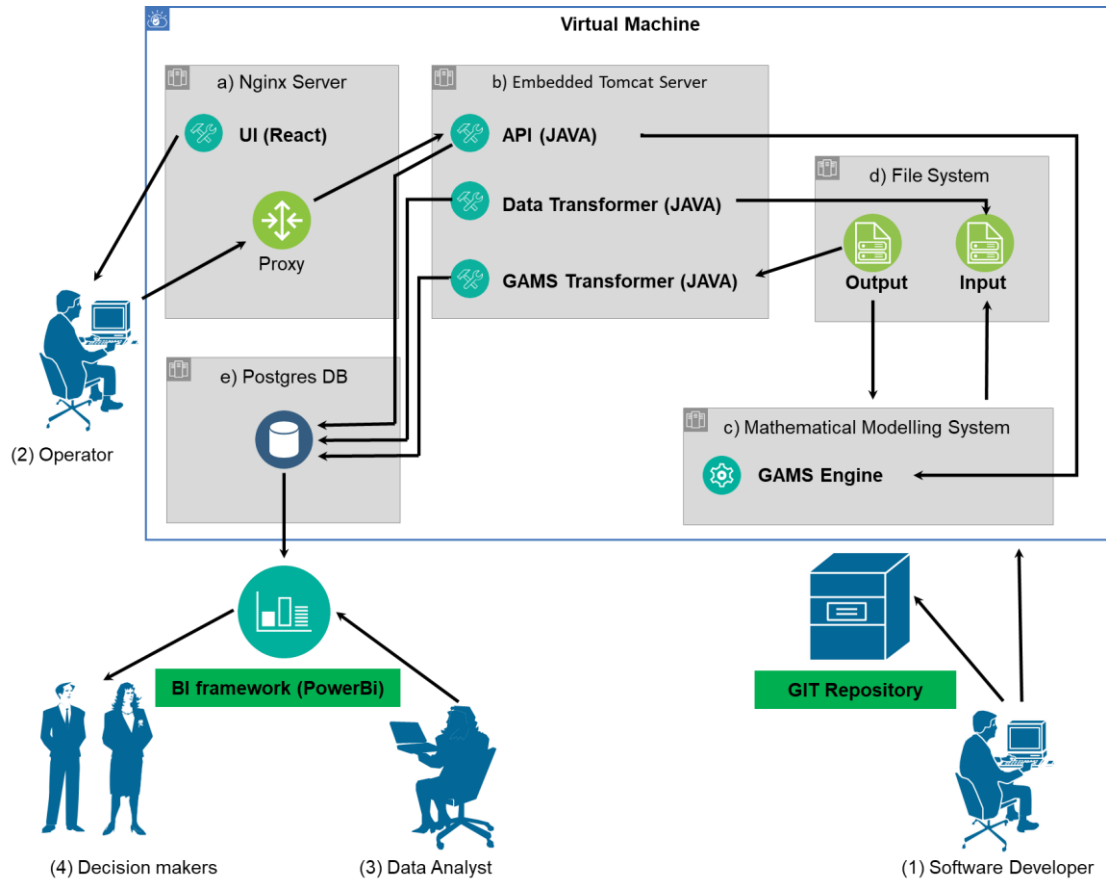 Virtual Machine
a) Nginx Server
UI (React)
Proxy
b) Embedded Tomcat Server
API (JAVA)
Data Transformer (JAVA)
GAMS Transformer (JAVA)
d) File System
Output
Input
(2) Operator
e) Postgres DB
c) Mathematical Modelling System
GAMS Engine
BI framework (PowerBi)
GIT Repository
(4) Decision makers
(3) Data Analyst
(1) Software Developer